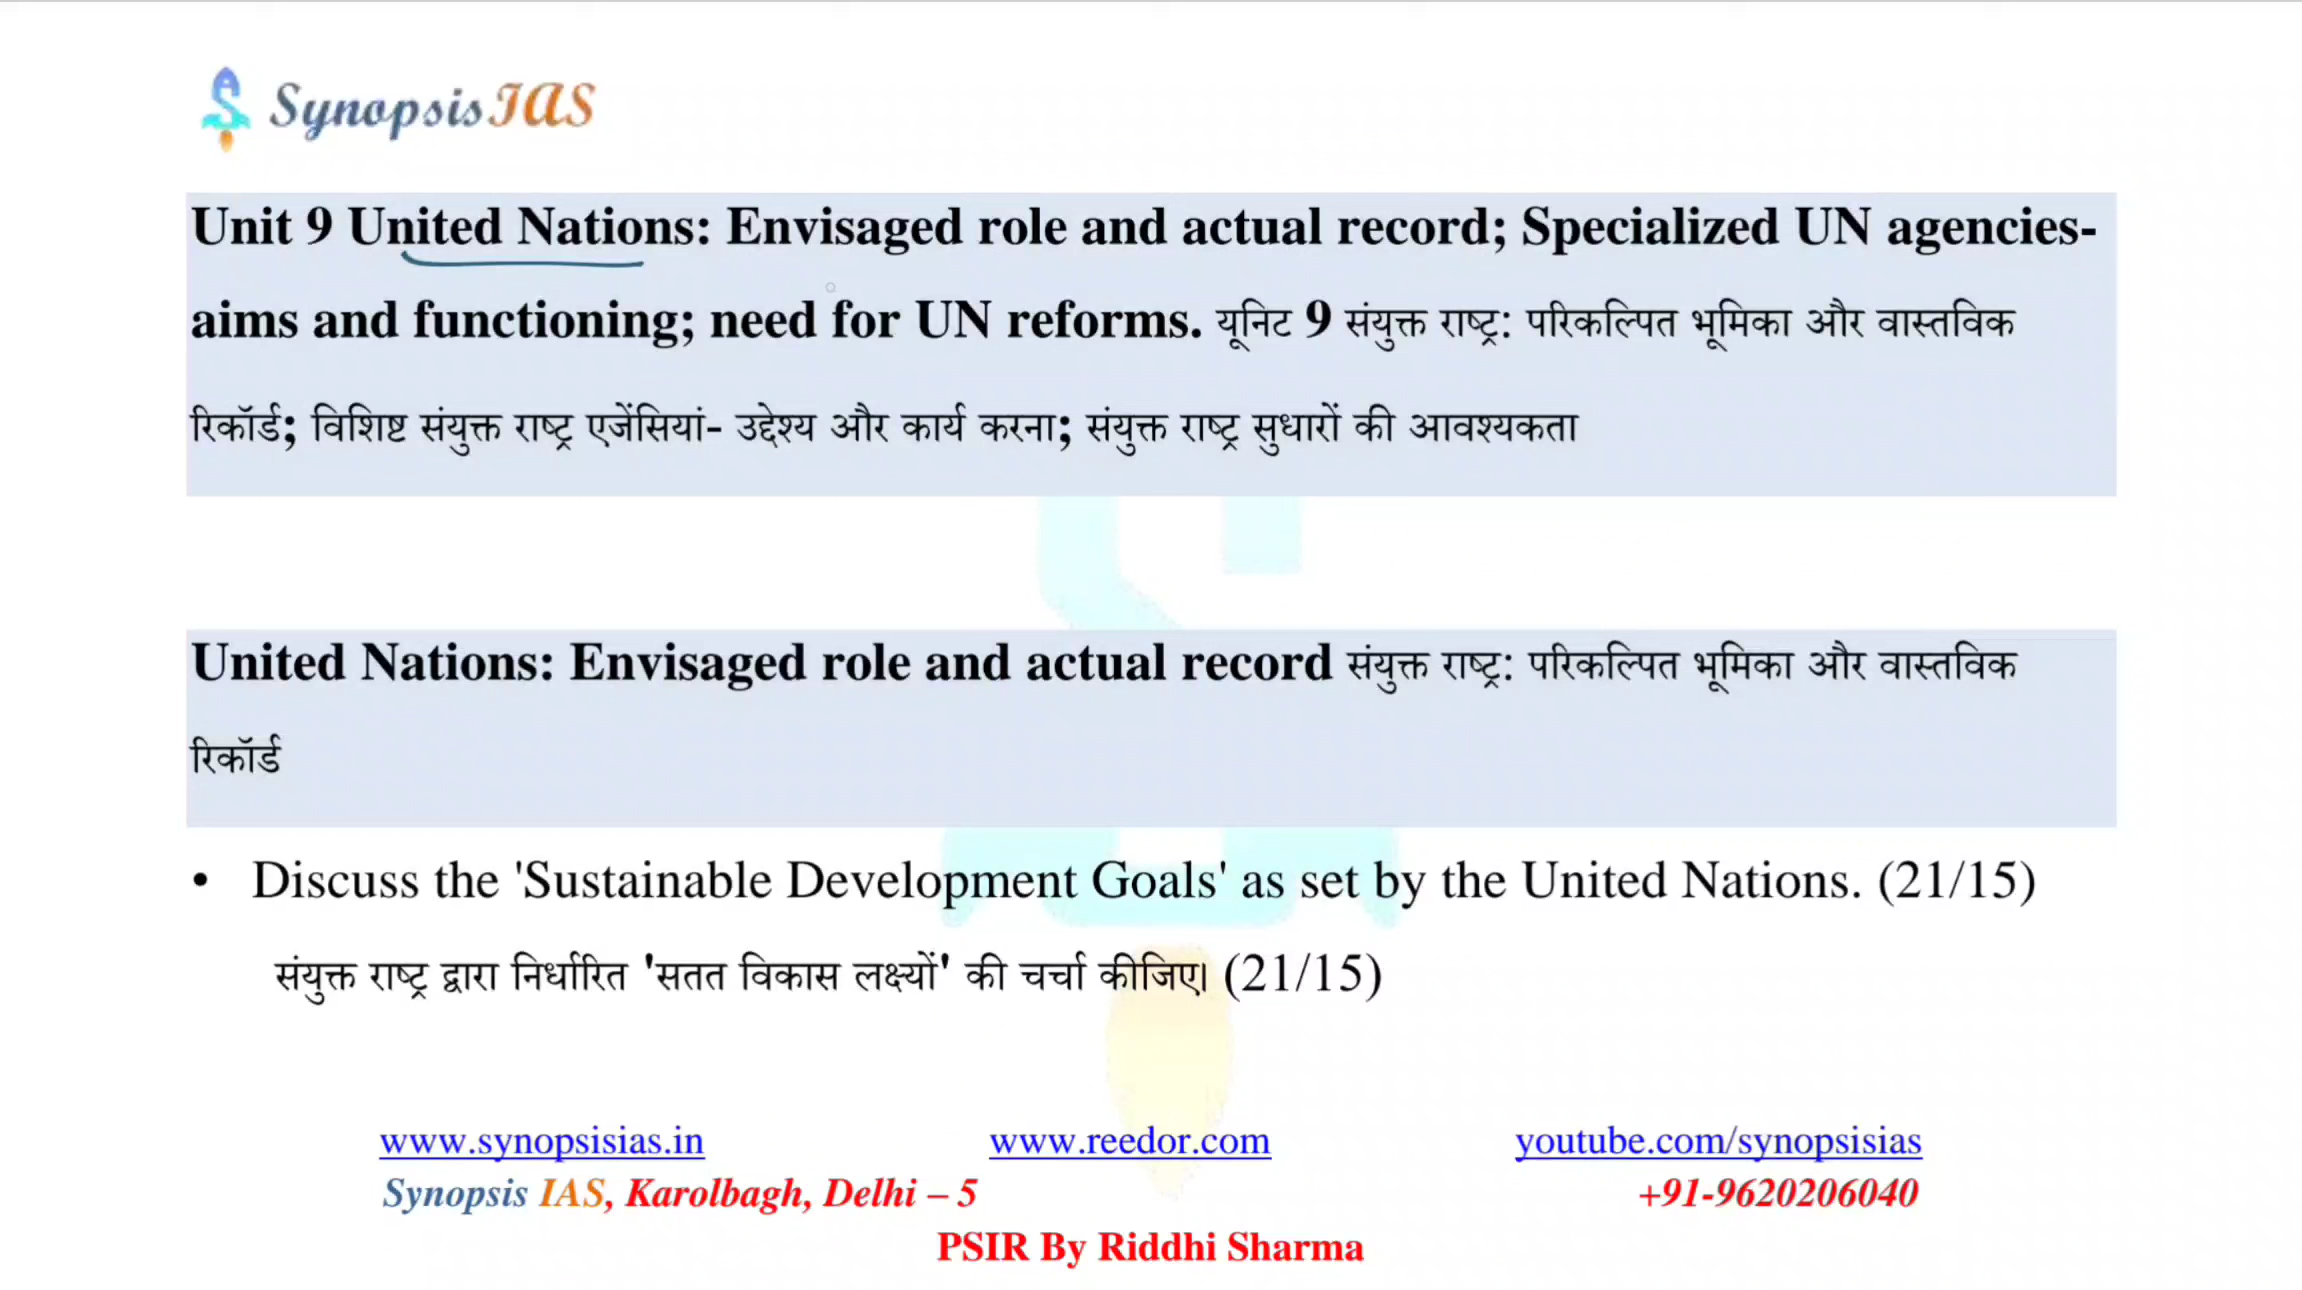 Synopsis IAS
Unit 9 United Nations: Envisaged role and actual record; Specialized UN agencies-
aims and functioning; need for UN reforms. यूनिट 9 संयुक्त राष्ट्र: परिकल्पित भूमिका और वास्तविक
रिकॉर्ड; विशिष्ट संयुक्त राष्ट्र एजेंसियां- उद्देश्य और कार्य करना; संयुक्त राष्ट्र सुधारों की आवश्यकता
United Nations: Envisaged role and actual record संयुक्त राष्ट्र: परिकल्पित भूमिका और वास्तविक
रिकॉर्ड
• Discuss the 'Sustainable Development Goals' as set by the United Nations. (21/15)
संयुक्त राष्ट्र द्वारा निर्धारित 'सतत विकास लक्ष्यों' की चर्चा कीजिए। (21/15)
www.synopsisias.in www.reedor.com youtube.com/synopsisias
Synopsis IAS, Karolbagh, Delhi – 5 +91-9620206040
PSIR By Riddhi Sharma